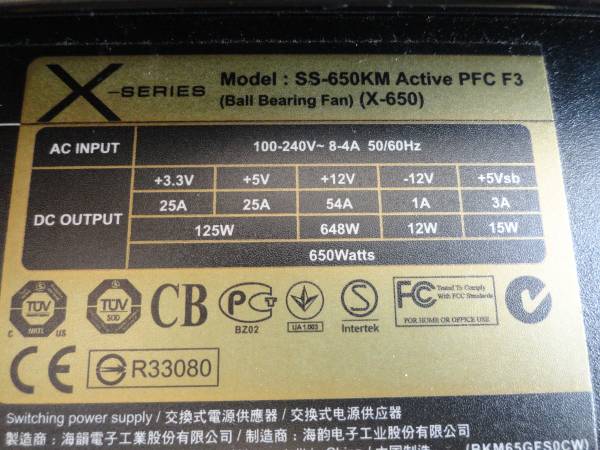 X-SERIES Model : SS-650KM Active PFC F3
(Ball Bearing Fan) (X-650)
AC INPUT 100-240V~ 8-4A 50/60Hz
+3.3V +5V +12V -12V +5Vsb
25A 25A 54A 1A 3A
DC OUTPUT
125W 648W 12W 15W
650Watts
TÜV TÜV CB PC FC Tested To Comply
With FCC Standards
C NRTL US SÜD BZ02 UA1.003 Intertek FOR HOME OR OFFICE USE
CE R33080
Switching power supply / 交換式電源供應器 / 交换式电源供应器
製造商：海韻電子工業股份有限公司 / 制造商：海韵电子工业股份有限公司